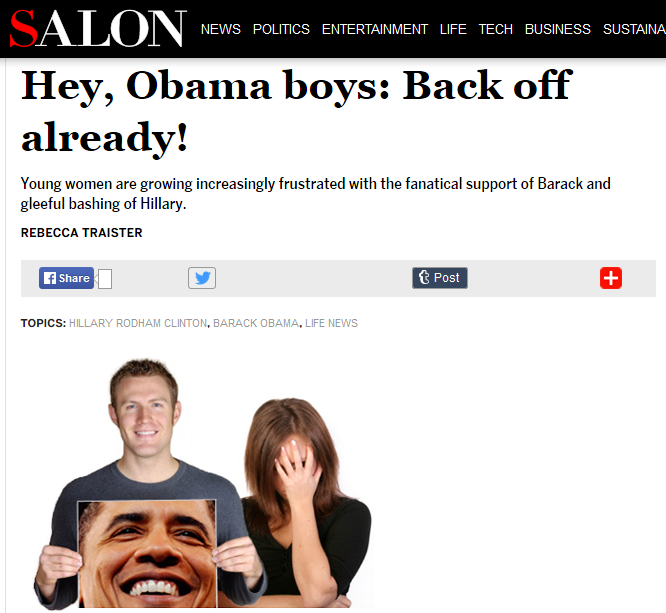 SALON NEWS POLITICS ENTERTAINMENT LIFE TECH BUSINESS SUSTAINA
Hey, Obama boys: Back off
already!
Young women are growing increasingly frustrated with the fanatical support of Barack and
gleeful bashing of Hillary.
REBECCA TRAISTER
f Share t Post +
TOPICS: HILLARY RODHAM CLINTON, BARACK OBAMA, LIFE NEWS